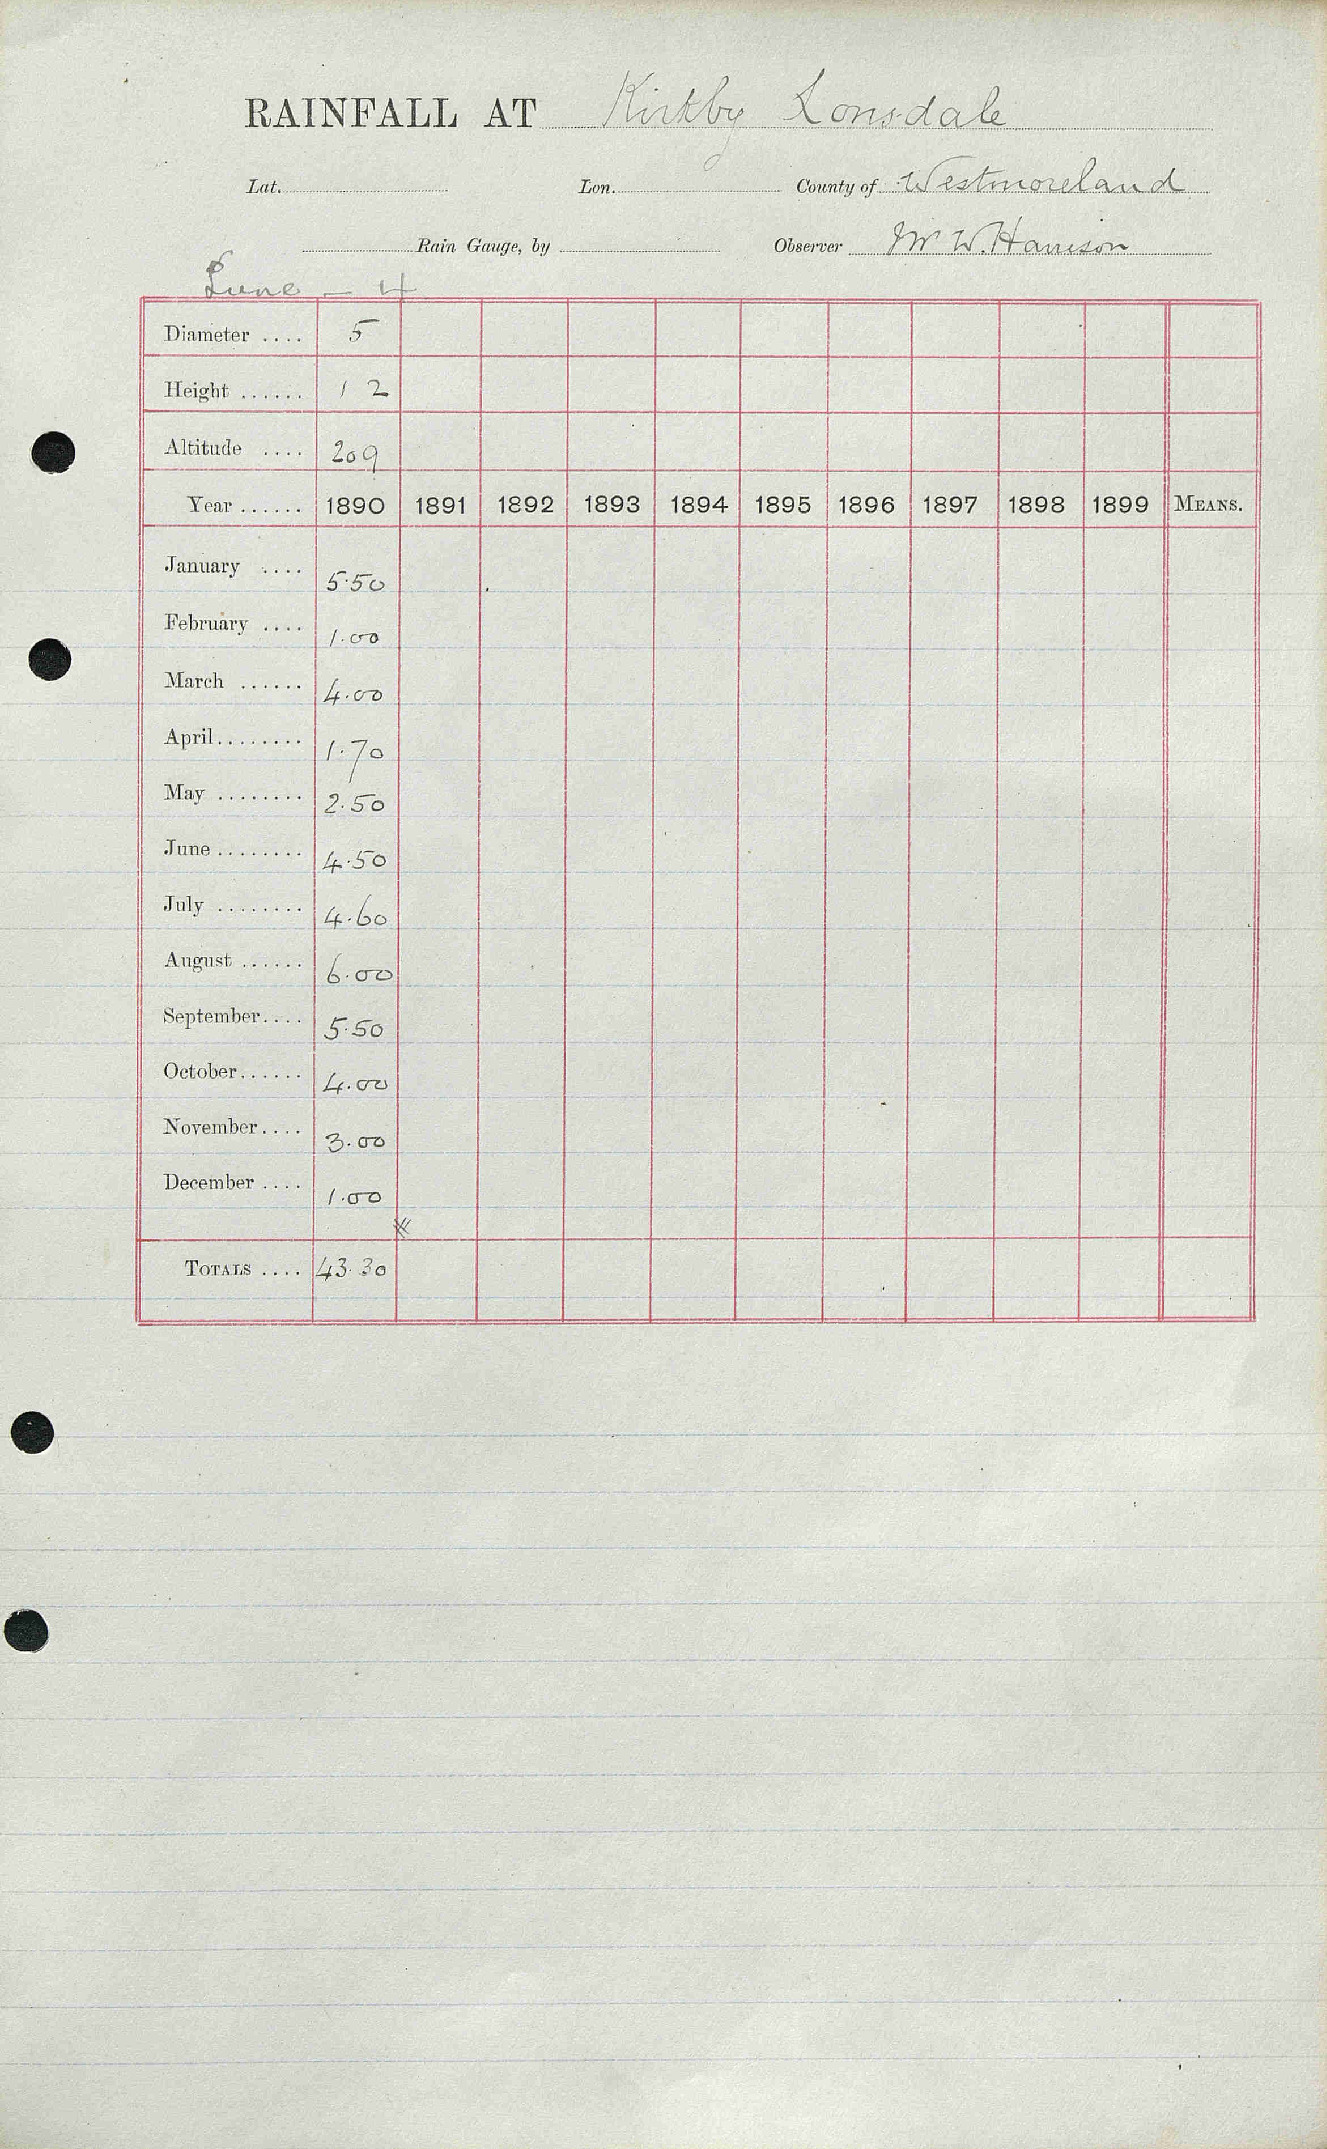 RAINFALL AT Kirkby Lonsdale
Lat. Lon. County of Westmoreland
Rain Gauge, by Observer Mr W. Harrison
Lune - 4
Diameter .... 5
Height ...... 12
Altitude .... 209
Year ...... 1890 1891 1892 1893 1894 1895 1896 1897 1898 1899 MEANS.
January .... 5.50
February .... 1.00
March ...... 4.00
April........ 1.70
May ........ 2.50
June ........ 4.50
July ........ 4.60
August ...... 6.00
September.... 5.50
October...... 4.00
November.... 3.00
December .... 1.00
TOTALS .... 43.30